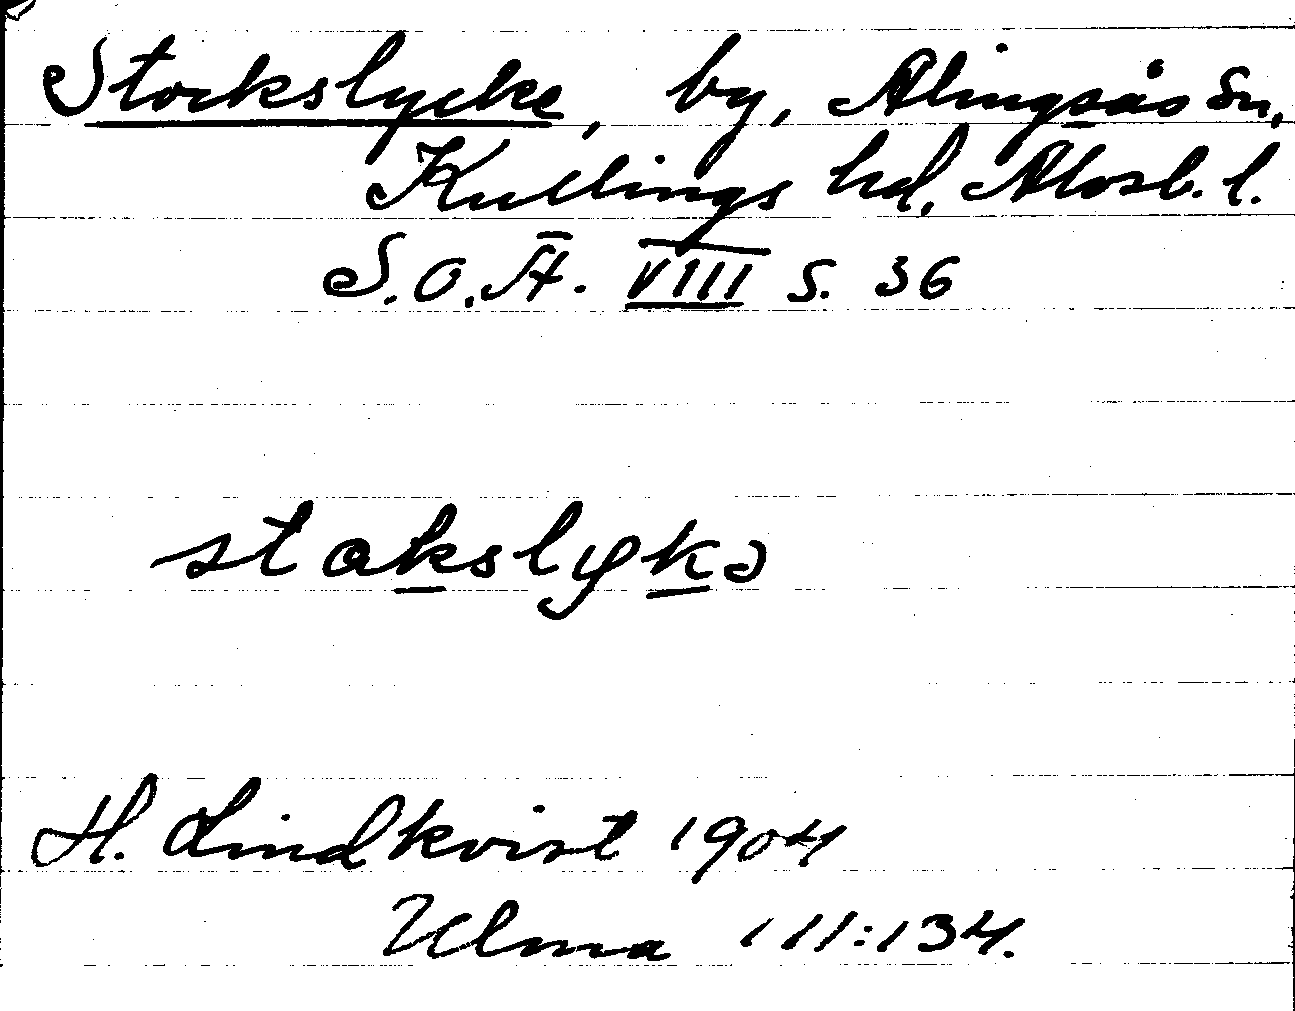 Stockslycke, by, Alingsås sn,
Kullings hd, Älvsb. l.
S.O.Ä. VIII s. 36
stakslykə
H. Lindkvist 1904
Ulma 111:134.